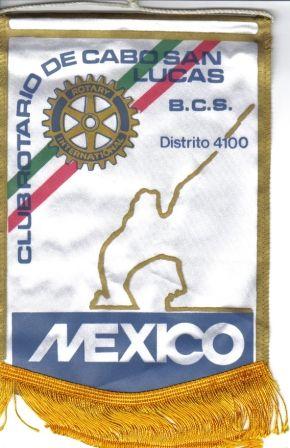 CLUB ROTARIO DE CABO SAN
LUCAS
B.C.S.
Distrito 4100
ROTARY
INTERNATIONAL
MEXICO